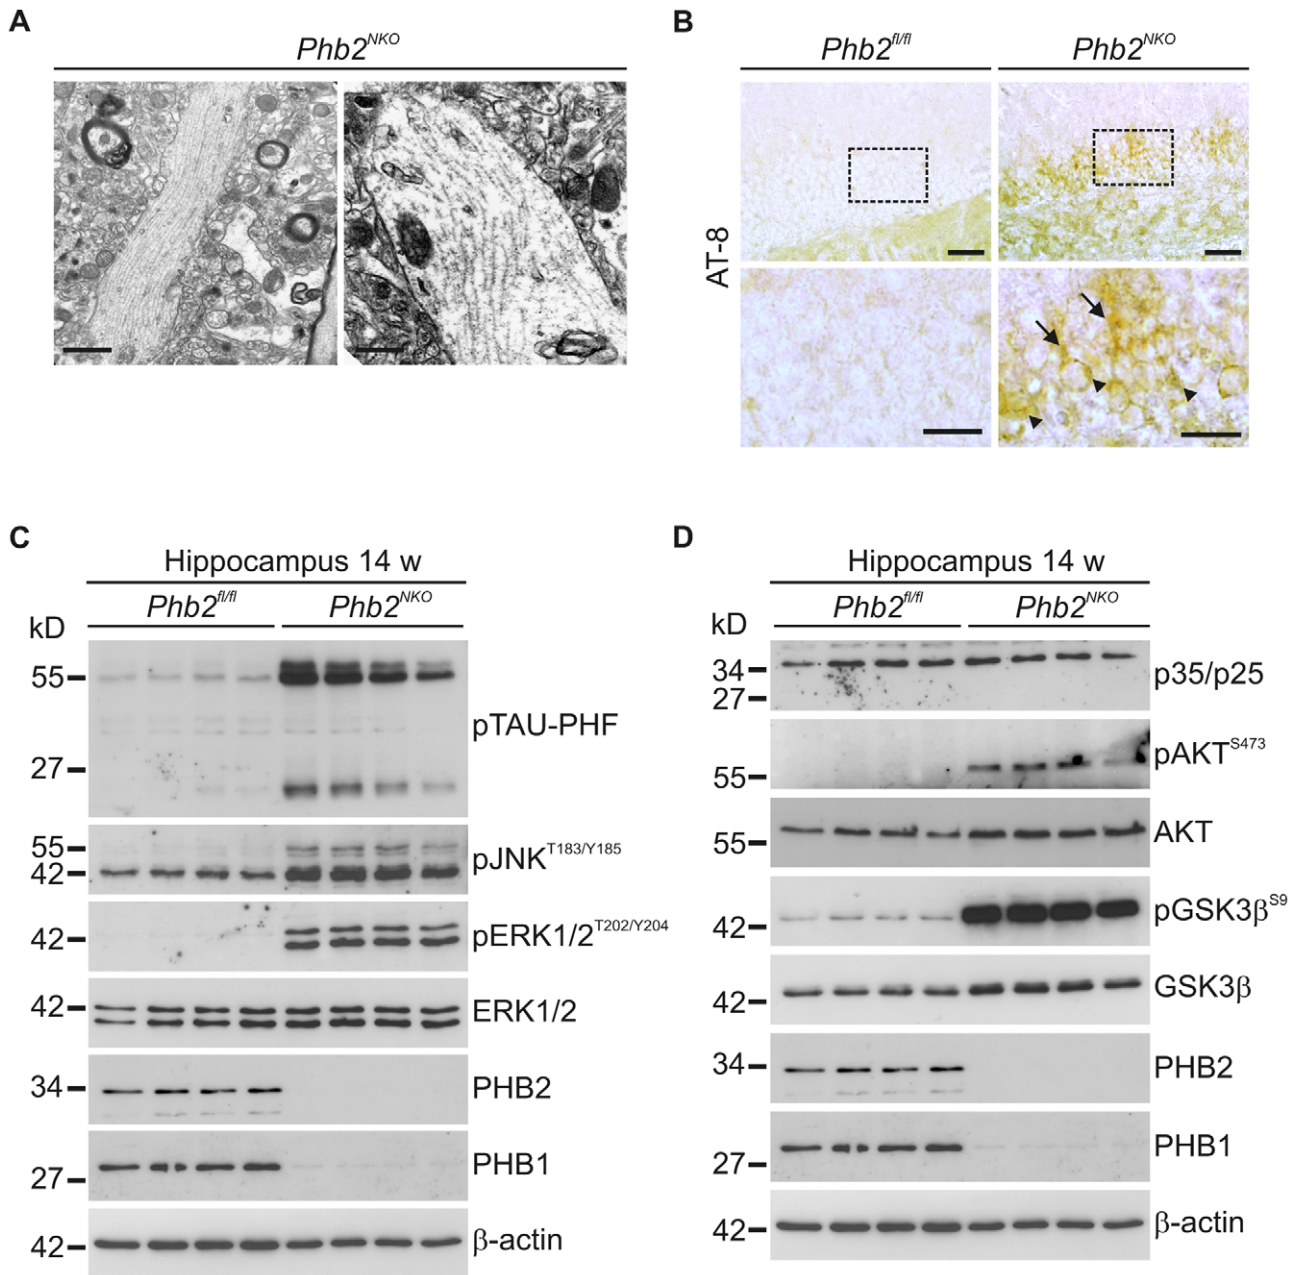 A
Phb2NKO
B
Phb2fl/fl
Phb2NKO
AT-8
C
Hippocampus 14 w
Phb2fl/fl
Phb2NKO
kD
55
pTAU-PHF
27
55
pJNKT183/Y185
42
42
pERK1/2T202/Y204
42
ERK1/2
34
PHB2
PHB1
27
42
β-actin
D
Hippocampus 14 w
Phb2fl/fl
Phb2NKO
kD
34
p35/p25
27
pAKTS473
55
AKT
55
pGSK3βS9
42
GSK3β
42
34
PHB2
PHB1
27
42
β-actin